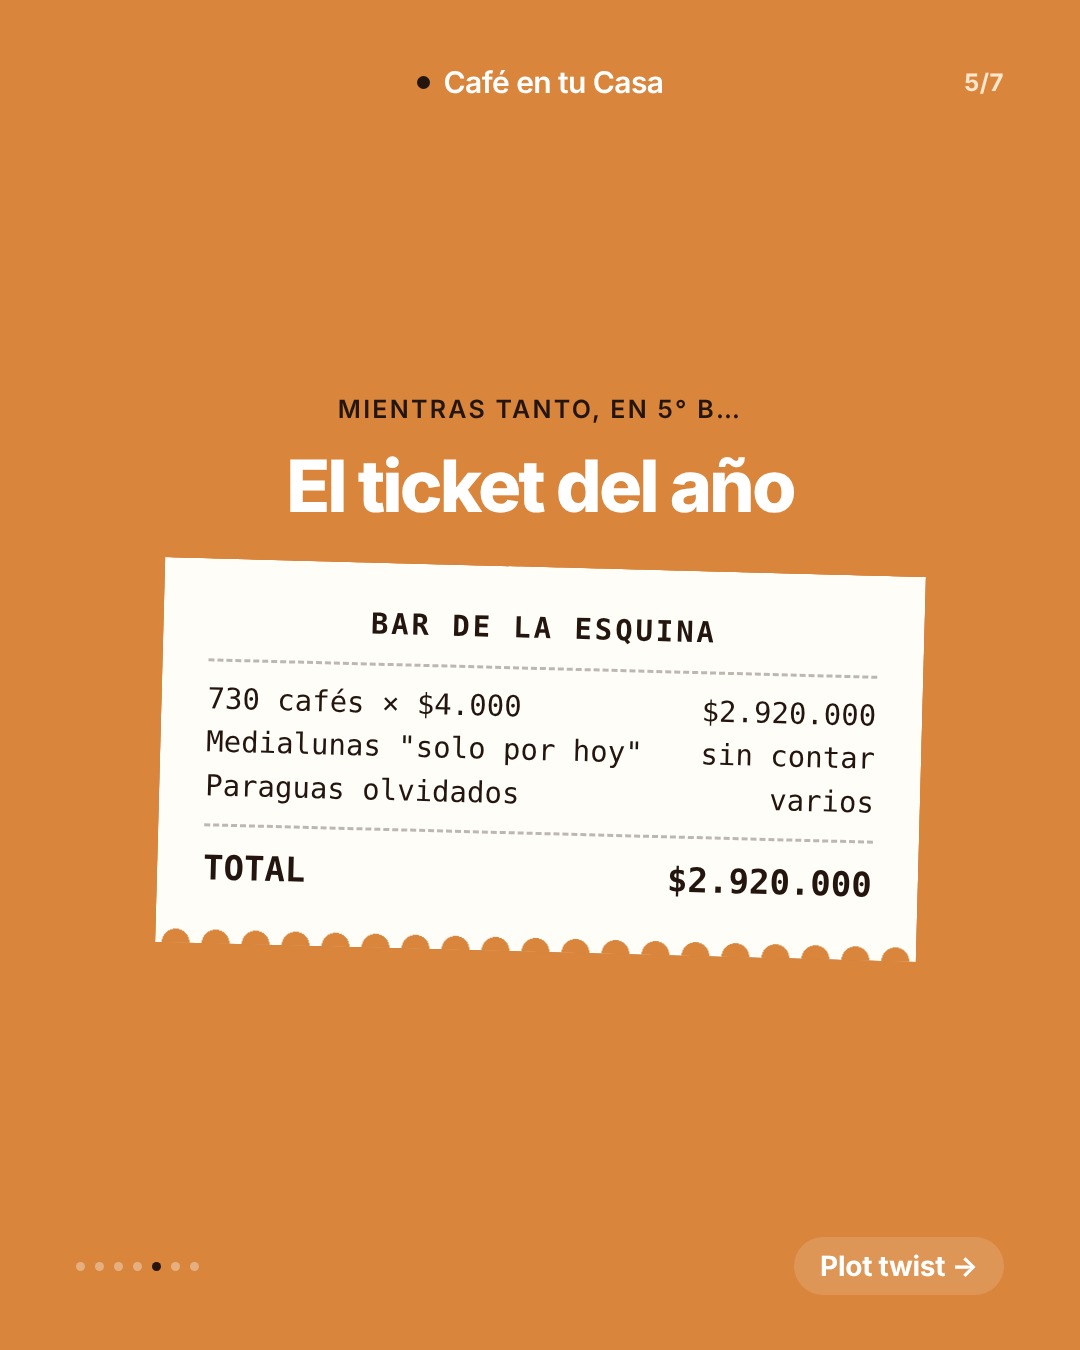 Café en tu Casa
5/7
MIENTRAS TANTO, EN 5° B...
El ticket del año
BAR DE LA ESQUINA
730 cafés × $4.000 $2.920.000
Medialunas "solo por hoy" sin contar
Paraguas olvidados varios
TOTAL $2.920.000
Plot twist →